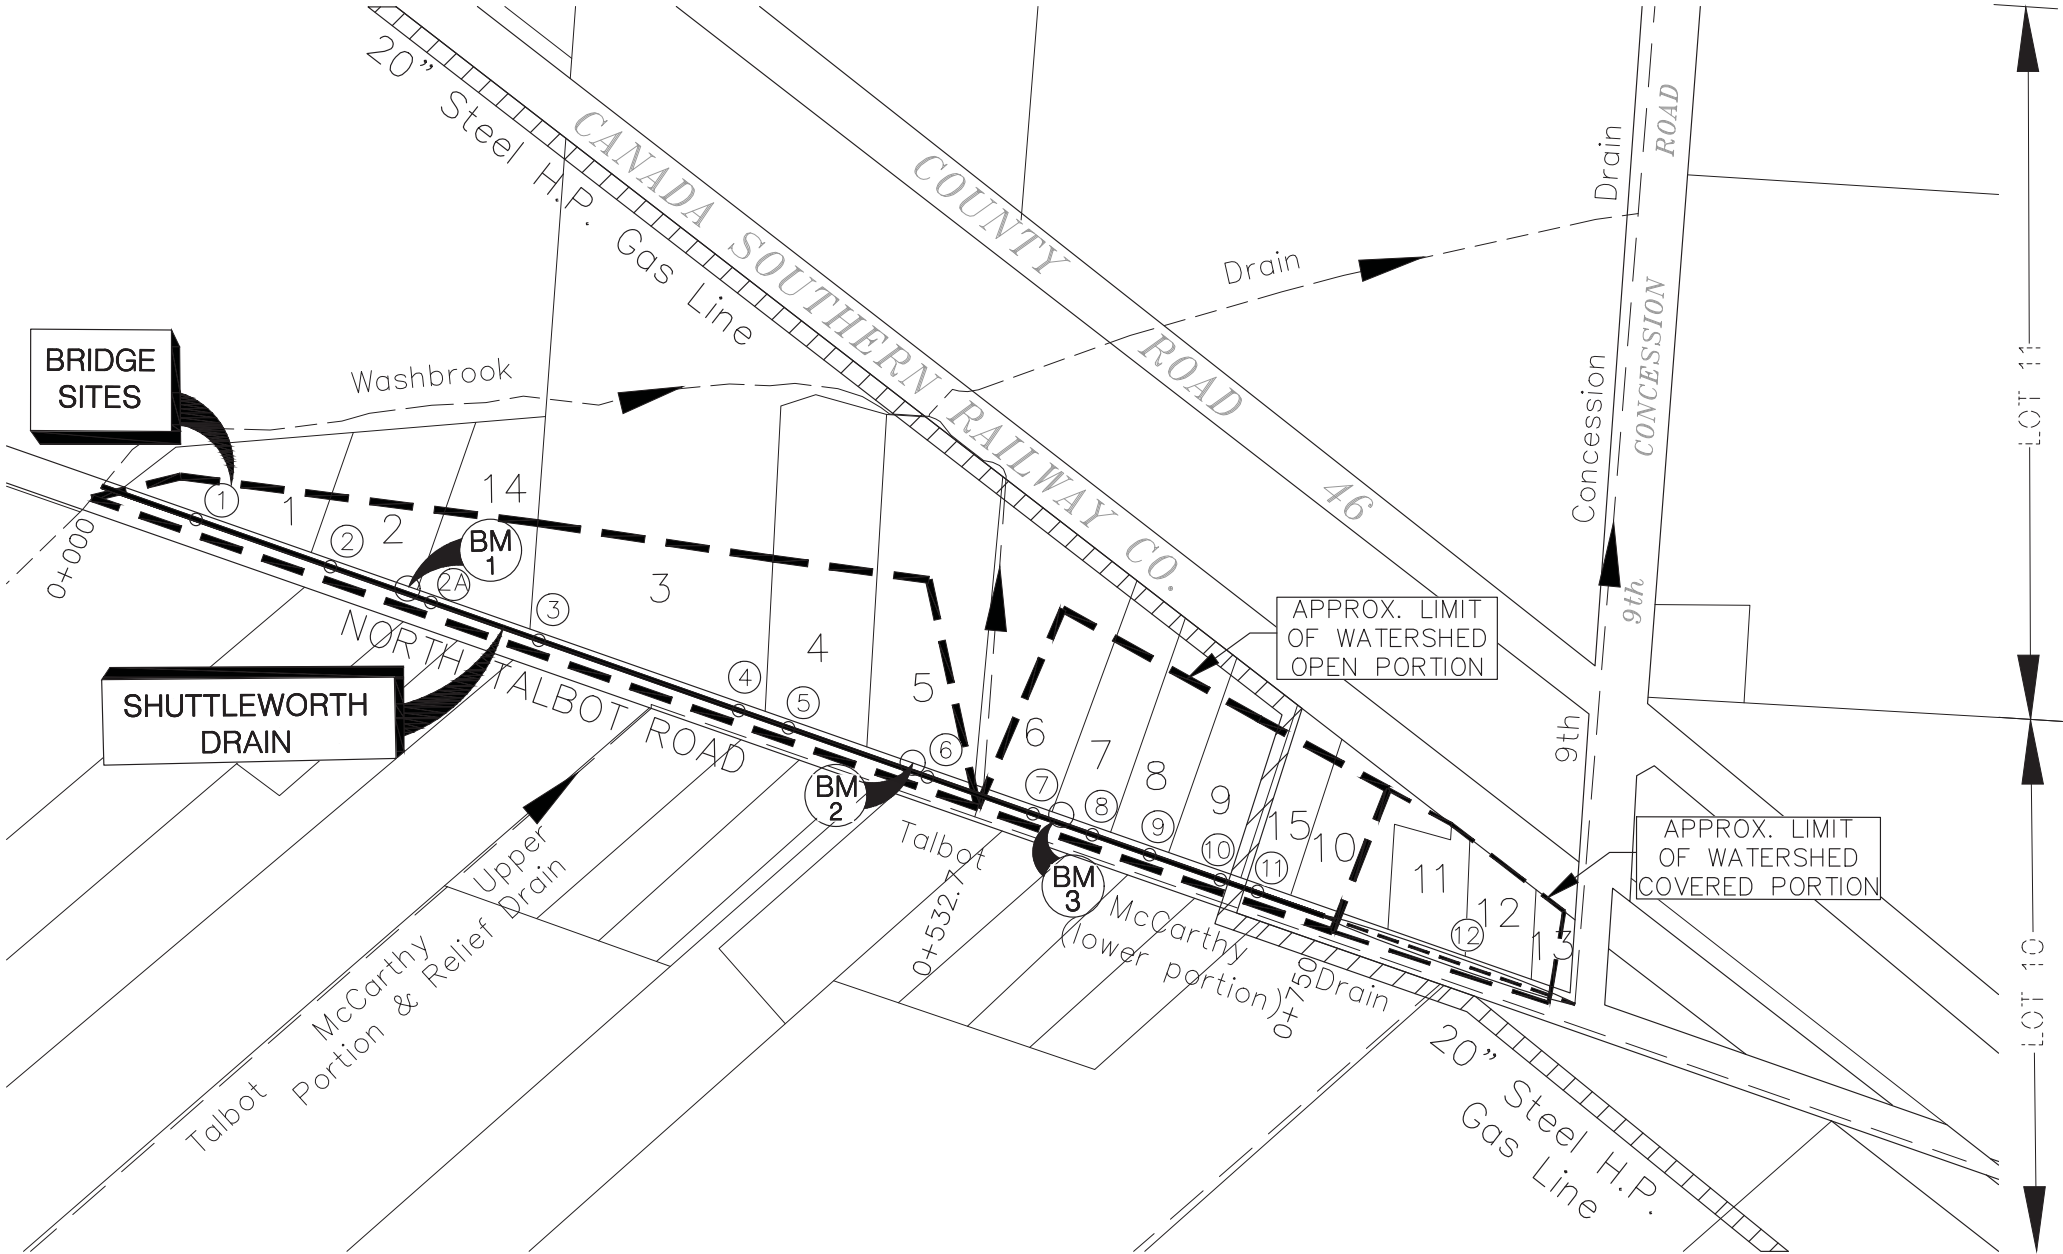 20” Steel H.P. Gas Line
CANADA SOUTHERN RAILWAY CO.
COUNTY ROAD 46
Drain
Concession
9th
ROAD
CONCESSION
9th
LOT 11
LOT 10
Drain
Washbrook
BRIDGE
SITES
0+000
1
1
2
2
14
BM
1
2A
3
3
4
4
5
5
6
6
7
7
8
8
9
9
10
15
10
11
11
12
12
13
NORTH TALBOT ROAD
SHUTTLEWORTH
DRAIN
BM
2
BM
3
APPROX. LIMIT
OF WATERSHED
OPEN PORTION
APPROX. LIMIT
OF WATERSHED
COVERED PORTION
0+532.7
0+750
Talbot McCarthy Drain
(lower portion)
Talbot McCarthy Upper
Portion & Relief Drain
20” Steel H.P.
Gas Line